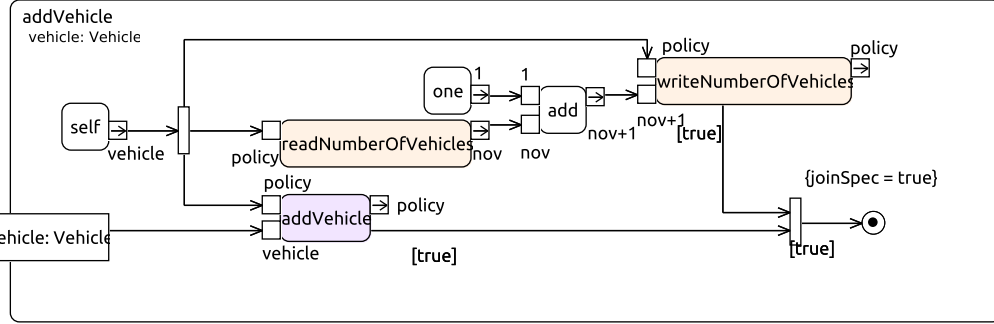 addVehicle
vehicle: Vehicle
policy
policy
1
1
one
writeNumberOfVehicles
add
self
nov+1
nov+1
[true]
vehicle
readNumberOfVehicles
policy
nov
nov
{joinSpec = true}
policy
addVehicle
policy
ehicle: Vehicle
vehicle
[true]
[true]